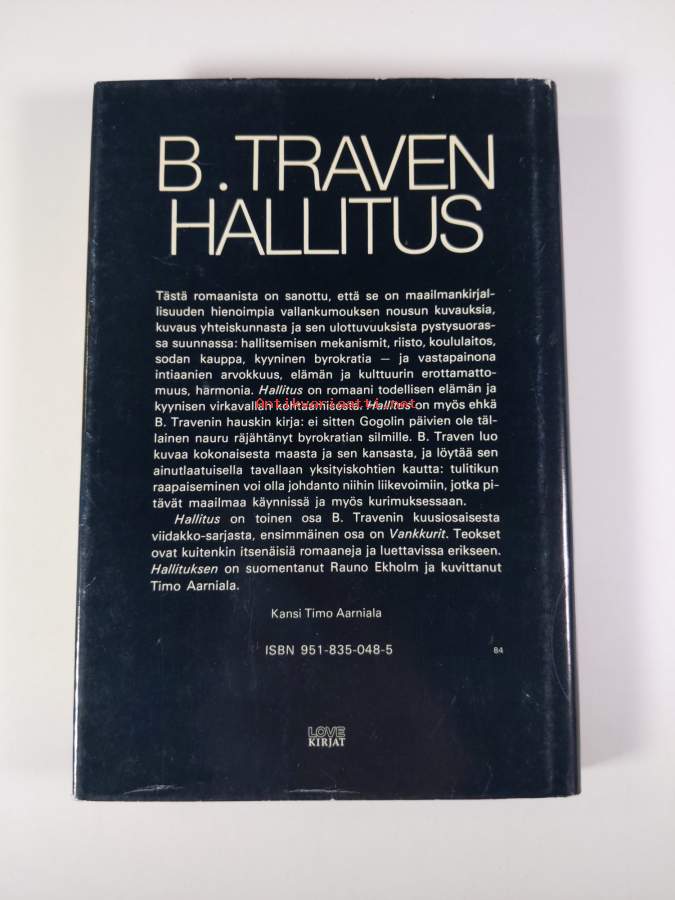 B. TRAVEN
HALLITUS
Tästä romaanista on sanottu, että se on maailmankirjal-
lisuuden hienoimpia vallankumouksen nousun kuvauksia,
kuvaus yhteiskunnasta ja sen ulottuvuuksista pystysuoras-
sa suunnassa: hallitsemisen mekanismit, riisto, koululaitos,
sodan kauppa, kyyninen byrokratia — ja vastapainona
intiaanien arvokkuus, elämän ja kulttuurin erottamatto-
muus, harmonia. Hallitus on romaani todellisen elämän ja
kyynisen virkavallan kohtaamisesta. Hallitus on myös ehkä
Antikvariaatti.net
B. Travenin hauskin kirja: ei sitten Gogolin päivien ole täl-
lainen nauru räjähtänyt byrokratian silmille. B. Traven luo
kuvaa kokonaisesta maasta ja sen kansasta, ja löytää sen
ainutlaatuisella tavallaan yksityiskohtien kautta: tulitikun
raapaiseminen voi olla johdanto niihin liikevoimiin, jotka pi-
tävät maailmaa käynnissä ja myös kurimuksessaan.
Hallitus on toinen osa B. Travenin kuusiosaisesta
viidakko-sarjasta, ensimmäinen osa on Vankkurit. Teokset
ovat kuitenkin itsenäisiä romaaneja ja luettavissa erikseen.
Hallituksen on suomentanut Rauno Ekholm ja kuvittanut
Timo Aarniala.
Kansi Timo Aarniala
ISBN 951-835-048-5
84
LOVE
KIRJAT